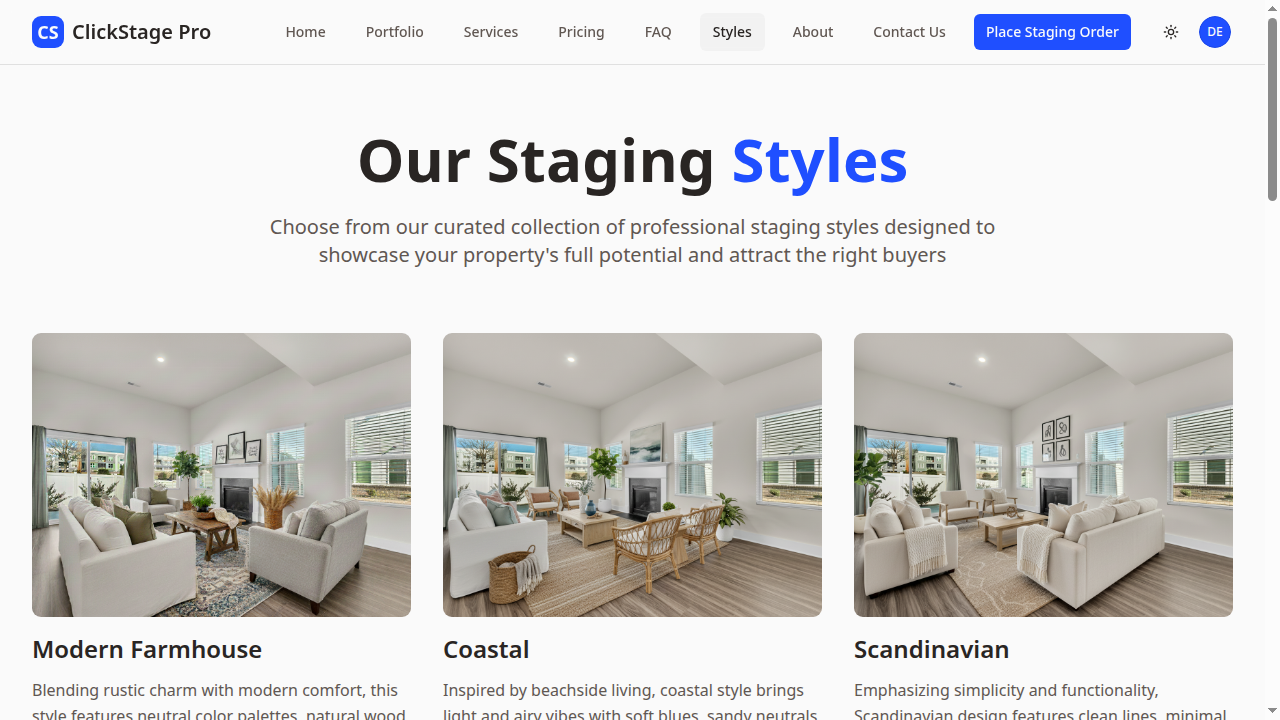 CS ClickStage Pro Home Portfolio Services Pricing FAQ Styles About Contact Us Place Staging Order DE
Our Staging Styles
Choose from our curated collection of professional staging styles designed to
showcase your property's full potential and attract the right buyers
Modern Farmhouse
Blending rustic charm with modern comfort, this
style features neutral color palettes, natural wood
Coastal
Inspired by beachside living, coastal style brings
light and airy vibes with soft blues, sandy neutrals
Scandinavian
Emphasizing simplicity and functionality,
Scandinavian design features clean lines, minimal